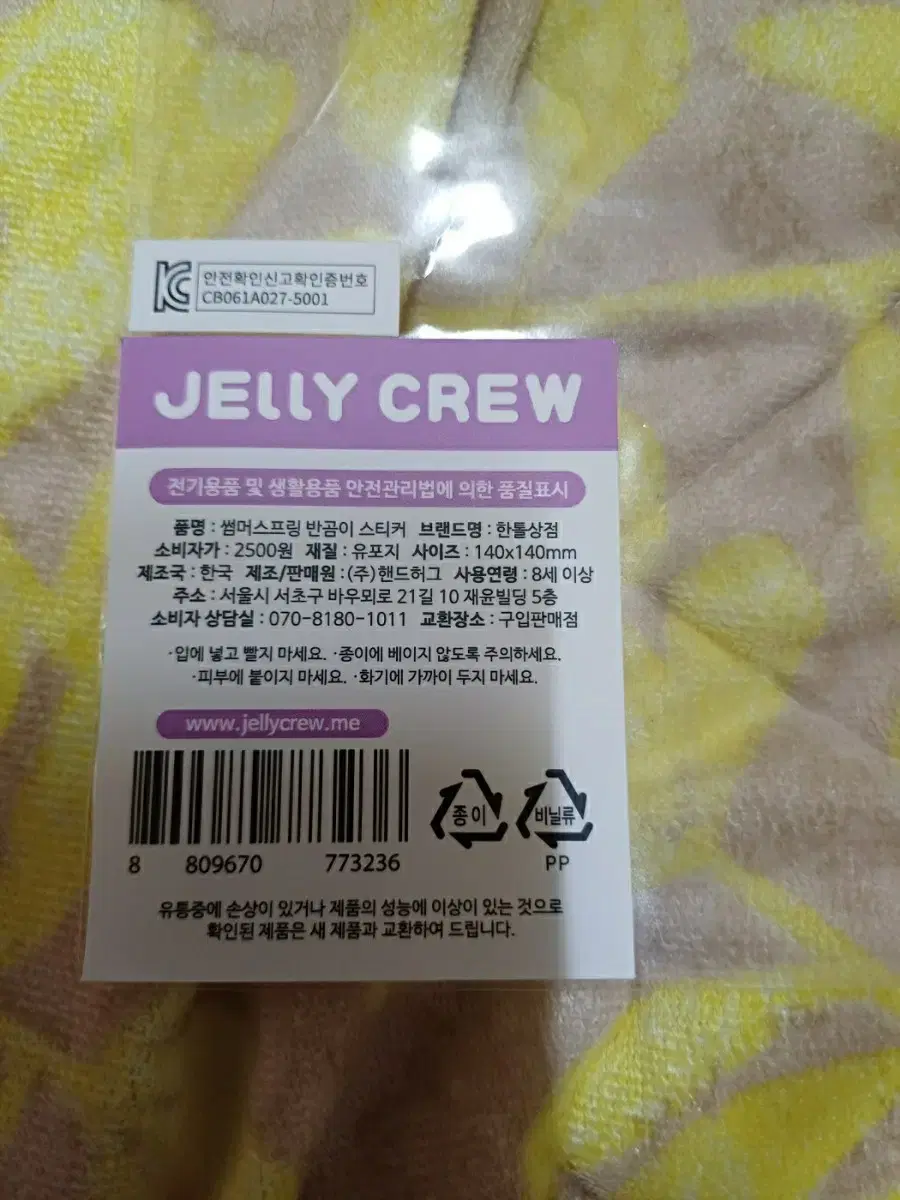 안전확인신고확인증번호
CB061A027-5001
JELLY CREW
전기용품 및 생활용품 안전관리법에 의한 품질표시
품명 : 썸머스프링 반곰이 스티커 브랜드명 : 한톨상점
소비자가 : 2500원 재질 : 유포지 사이즈 : 140x140mm
제조국 : 한국 제조/판매원 : (주)핸드허그 사용연령 : 8세 이상
주소 : 서울시 서초구 바우뫼로 21길 10 재윤빌딩 5층
소비자 상담실 : 070-8180-1011 교환장소 : 구입판매점
·입에 넣고 빨지 마세요. ·종이에 베이지 않도록 주의하세요.
·피부에 붙이지 마세요. ·화기에 가까이 두지 마세요.
www.jellycrew.me
종이 비닐류
PP
8 809670 773236
유통중에 손상이 있거나 제품의 성능에 이상이 있는 것으로
확인된 제품은 새 제품과 교환하여 드립니다.